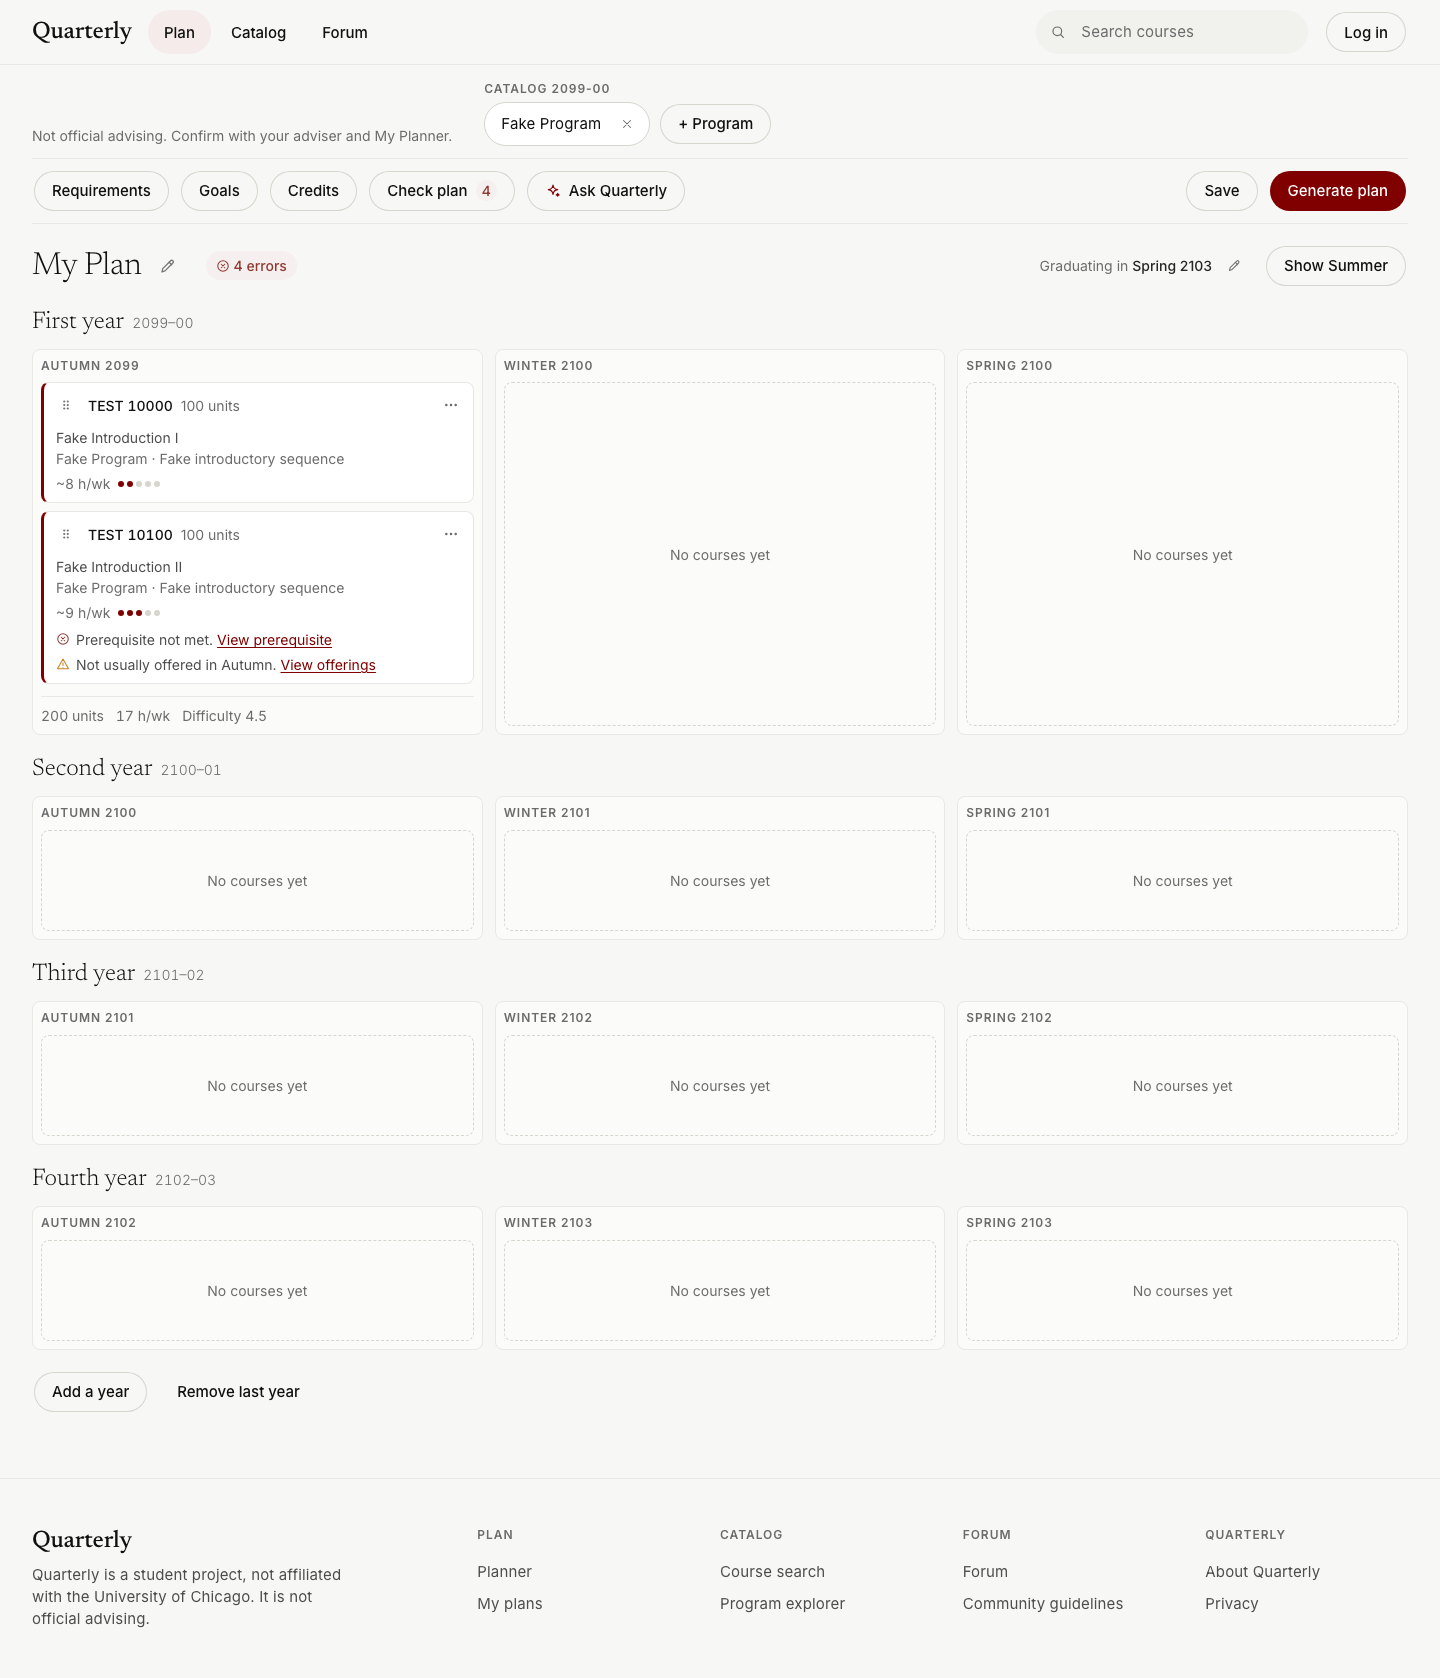 Quarterly
Plan
Catalog
Forum
Search courses
Log in
CATALOG 2099-00
Not official advising. Confirm with your adviser and My Planner.
Fake Program
+ Program
Requirements
Goals
Credits
Check plan 4
Ask Quarterly
Save
Generate plan
My Plan
4 errors
Graduating in Spring 2103
Show Summer
First year 2099–00
AUTUMN 2099
TEST 10000 100 units
Fake Introduction I
Fake Program · Fake introductory sequence
~8 h/wk
TEST 10100 100 units
Fake Introduction II
Fake Program · Fake introductory sequence
~9 h/wk
Prerequisite not met. View prerequisite
Not usually offered in Autumn. View offerings
200 units 17 h/wk Difficulty 4.5
WINTER 2100
No courses yet
SPRING 2100
No courses yet
Second year 2100–01
AUTUMN 2100
No courses yet
WINTER 2101
No courses yet
SPRING 2101
No courses yet
Third year 2101–02
AUTUMN 2101
No courses yet
WINTER 2102
No courses yet
SPRING 2102
No courses yet
Fourth year 2102–03
AUTUMN 2102
No courses yet
WINTER 2103
No courses yet
SPRING 2103
No courses yet
Add a year
Remove last year
Quarterly
Quarterly is a student project, not affiliated
with the University of Chicago. It is not
official advising.
PLAN
Planner
My plans
CATALOG
Course search
Program explorer
FORUM
Forum
Community guidelines
QUARTERLY
About Quarterly
Privacy